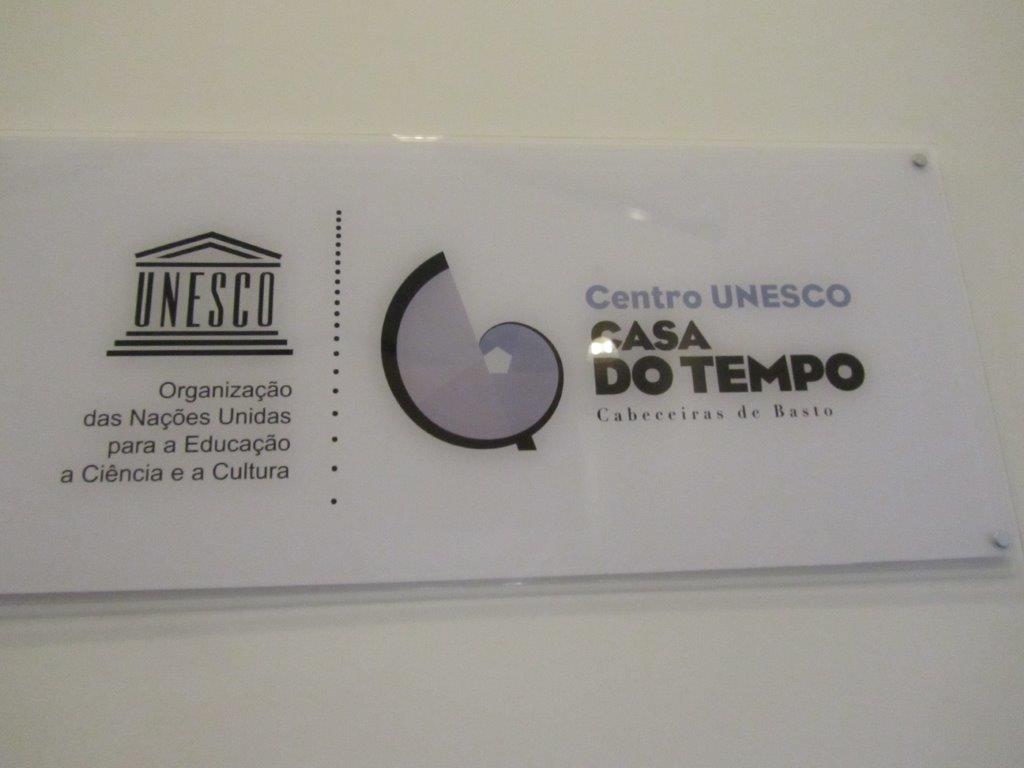 UNESCO
Organização
das Nações Unidas
para a Educação
a Ciência e a Cultura
Centro UNESCO
CASA
DO TEMPO
Cabeceiras de Basto